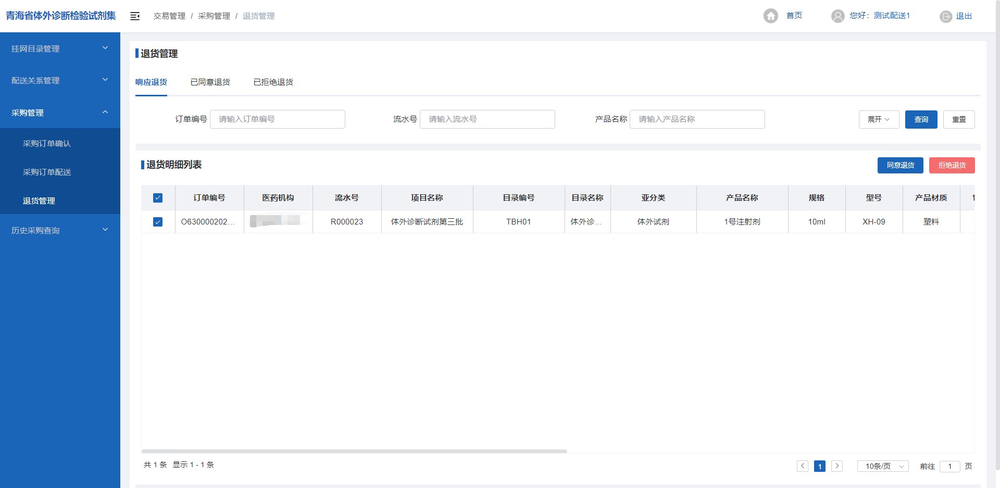 青海省体外诊断检验试剂集
交易管理 / 采购管理 / 退货管理
首页
您好：测试配送1
退出
挂网目录管理
配送关系管理
采购管理
采购订单确认
采购订单配送
退货管理
历史采购查询
退货管理
响应退货 已同意退货 已拒绝退货
订单编号 请输入订单编号 流水号 请输入流水号 产品名称 请输入产品名称 展开 查询 重置
退货明细列表 同意退货 拒绝退货
订单编号 医药机构 流水号 项目名称 目录编号 目录名称 亚分类 产品名称 规格 型号 产品材质
O630000202... R000023 体外诊断试剂第三批 TBH01 体外诊... 体外试剂 1号注射剂 10ml XH-09 塑料
共 1 条 显示 1 - 1 条 1 10条/页 前往 1 页